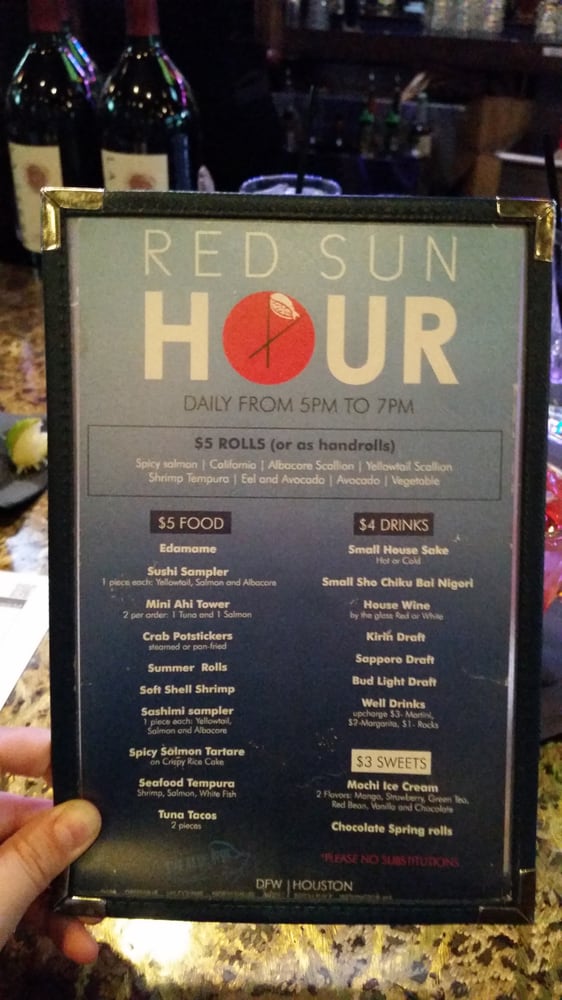 RED SUN
HOUR
DAILY FROM 5PM TO 7PM
$5 ROLLS (or as handrolls)
Spicy salmon | California | Albacore Scallion | Yellowtail Scallion
Shrimp Tempura | Eel and Avocado | Avocado | Vegetable
$5 FOOD
Edamame
Sushi Sampler
1 piece each: Yellowtail, Salmon and Albacore
Mini Ahi Tower
2 per order: 1 Tuna and 1 Salmon
Crab Potstickers
steamed or pan-fried
Summer Rolls
Soft Shell Shrimp
Sashimi sampler
1 piece each: Yellowtail,
Salmon and Albacore
Spicy Salmon Tartare
on Crispy Rice Cake
Seafood Tempura
Shrimp, Salmon, White Fish
Tuna Tacos
2 pieces
$4 DRINKS
Small House Sake
Hot or Cold
Small Sho Chiku Bai Nigori
House Wine
by the glass Red or White
Kirin Draft
Sapporo Draft
Bud Light Draft
Well Drinks
upcharge $3- Martini,
$2-Margarita, $1- Rocks
$3 SWEETS
Mochi Ice Cream
2 Flavors: Mango, Strawberry, Green Tea,
Red Bean, Vanilla and Chocolate
Chocolate Spring rolls
*PLEASE NO SUBSTITUTIONS
DFW | HOUSTON